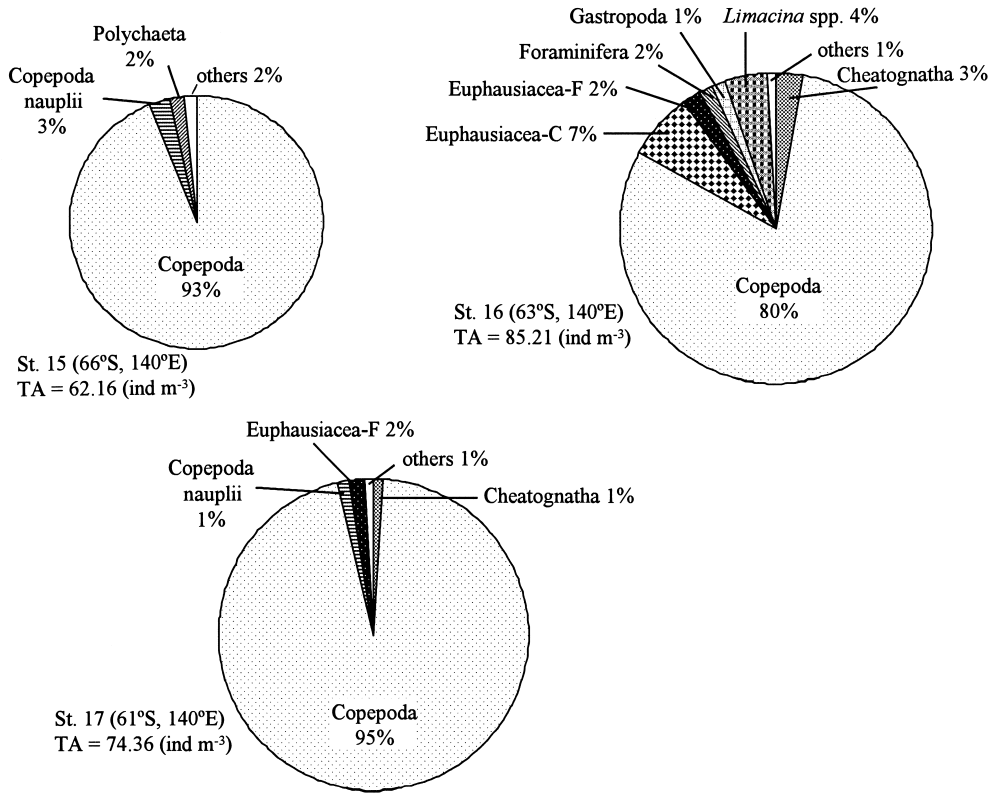 Polychaeta
2%
Copepoda
nauplii
3%
others 2%
Copepoda
93%
St. 15 (66ºS, 140ºE)
TA = 62.16 (ind m-3)
Gastropoda 1%
Limacina spp. 4%
Foraminifera 2%
others 1%
Euphausiacea-F 2%
Cheatognatha 3%
Euphausiacea-C 7%
Copepoda
80%
St. 16 (63ºS, 140ºE)
TA = 85.21 (ind m-3)
Euphausiacea-F 2%
others 1%
Copepoda
nauplii
1%
Cheatognatha 1%
Copepoda
95%
St. 17 (61ºS, 140ºE)
TA = 74.36 (ind m-3)